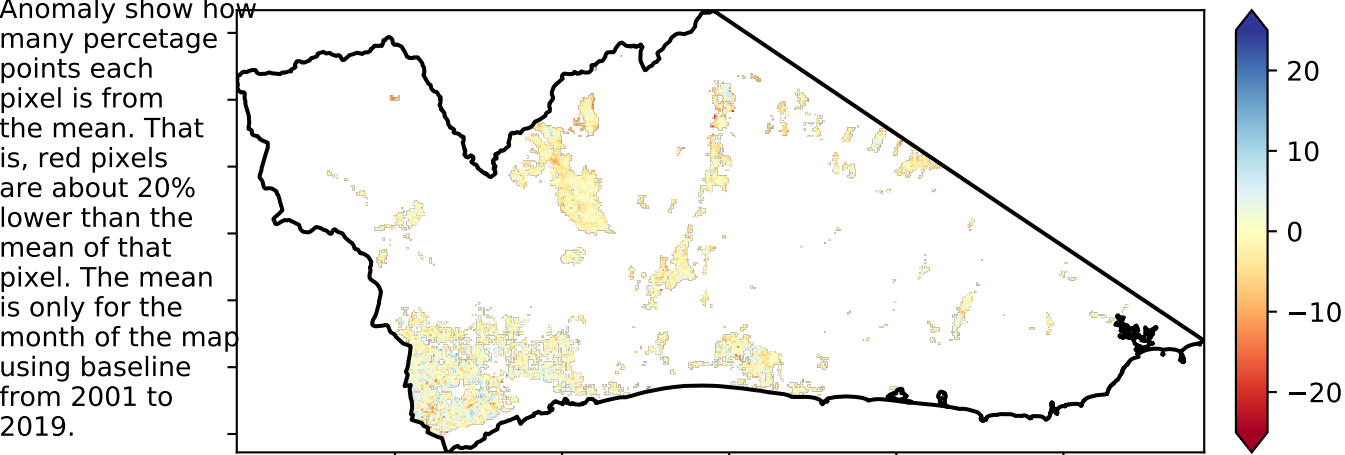 Anomaly show how
many percetage
points each
pixel is from
the mean. That
is, red pixels
are about 20%
lower than the
mean of that
pixel. The mean
is only for the
month of the map
using baseline
from 2001 to
2019.
20
10
0
−10
−20